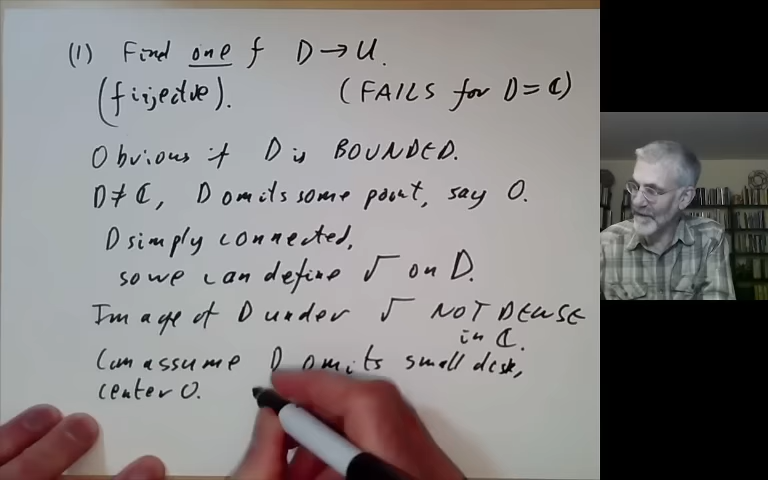 (1) Find one f D → U.
(f injective). (FAILS for D = ℂ)
Obvious if D is BOUNDED.
D ≠ ℂ, D omits some point, say 0.
D simply connected,
so we can define √ on D.
Image of D under √ NOT DENSE
in ℂ.
Can assume D omits small disk,
center 0.